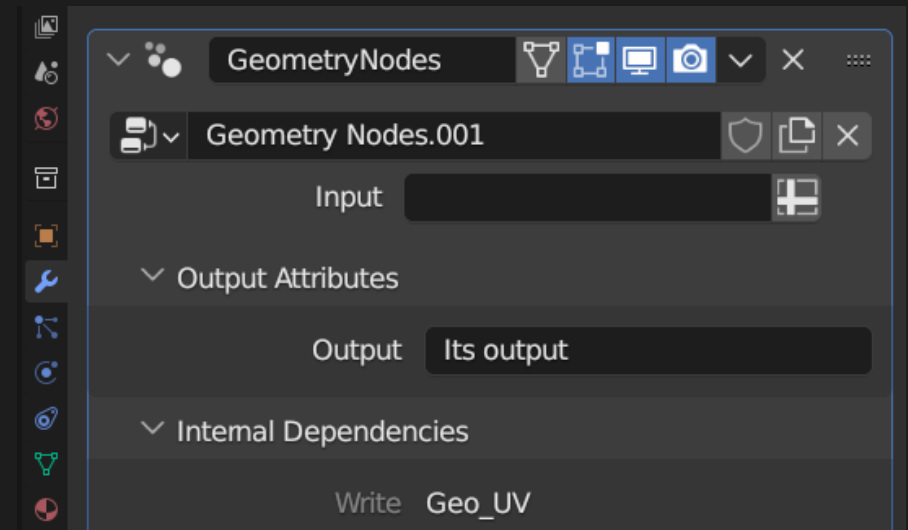 GeometryNodes
Geometry Nodes.001
Input
Output Attributes
Output Its output
Internal Dependencies
Write Geo_UV